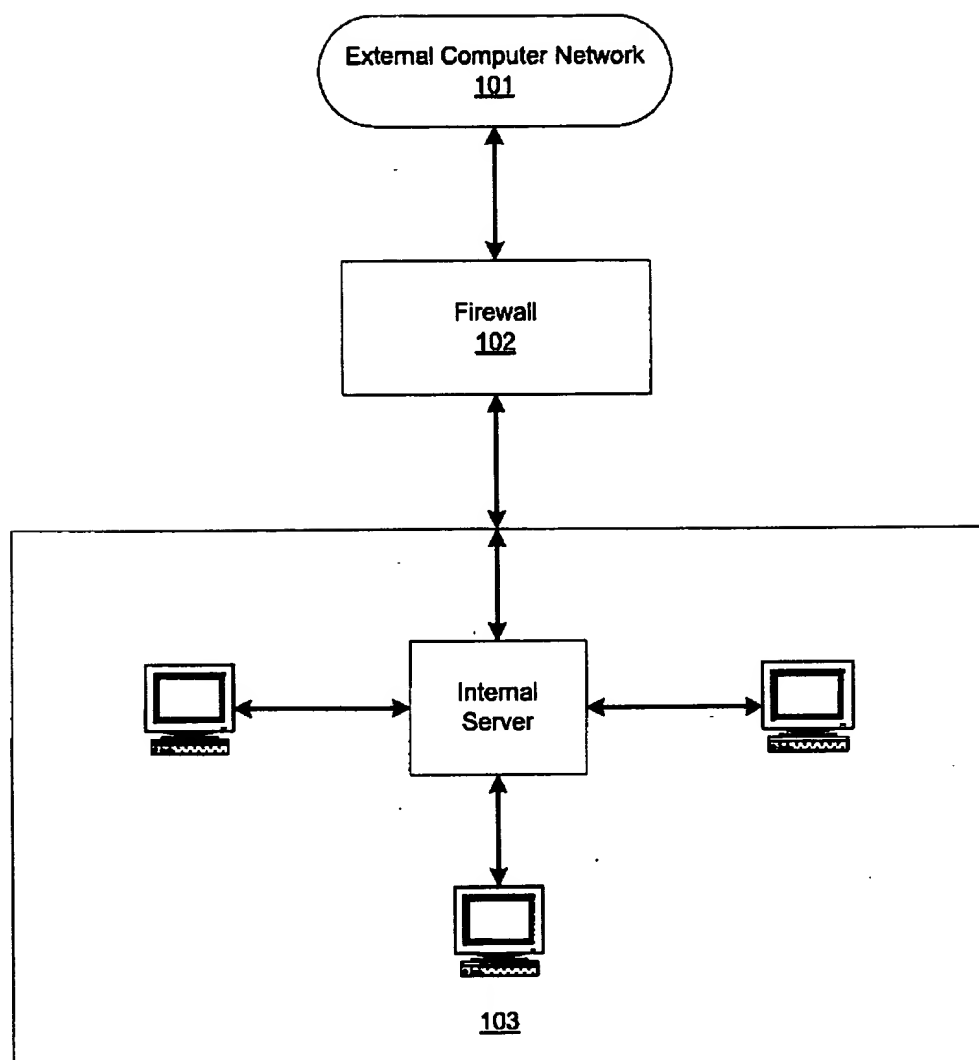 External Computer Network
101
Firewall
102
Internal
Server
103